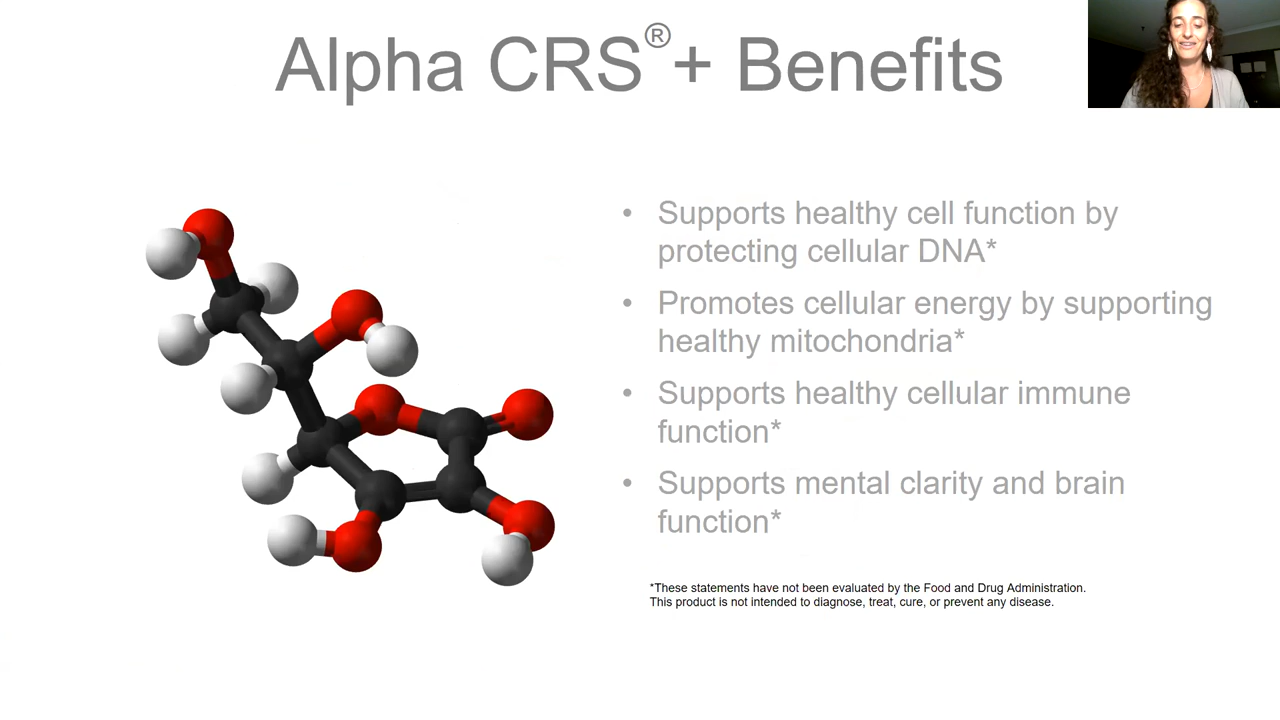 Alpha CRS®+ Benefits
• Supports healthy cell function by
protecting cellular DNA*
• Promotes cellular energy by supporting
healthy mitochondria*
• Supports healthy cellular immune
function*
• Supports mental clarity and brain
function*
*These statements have not been evaluated by the Food and Drug Administration.
This product is not intended to diagnose, treat, cure, or prevent any disease.